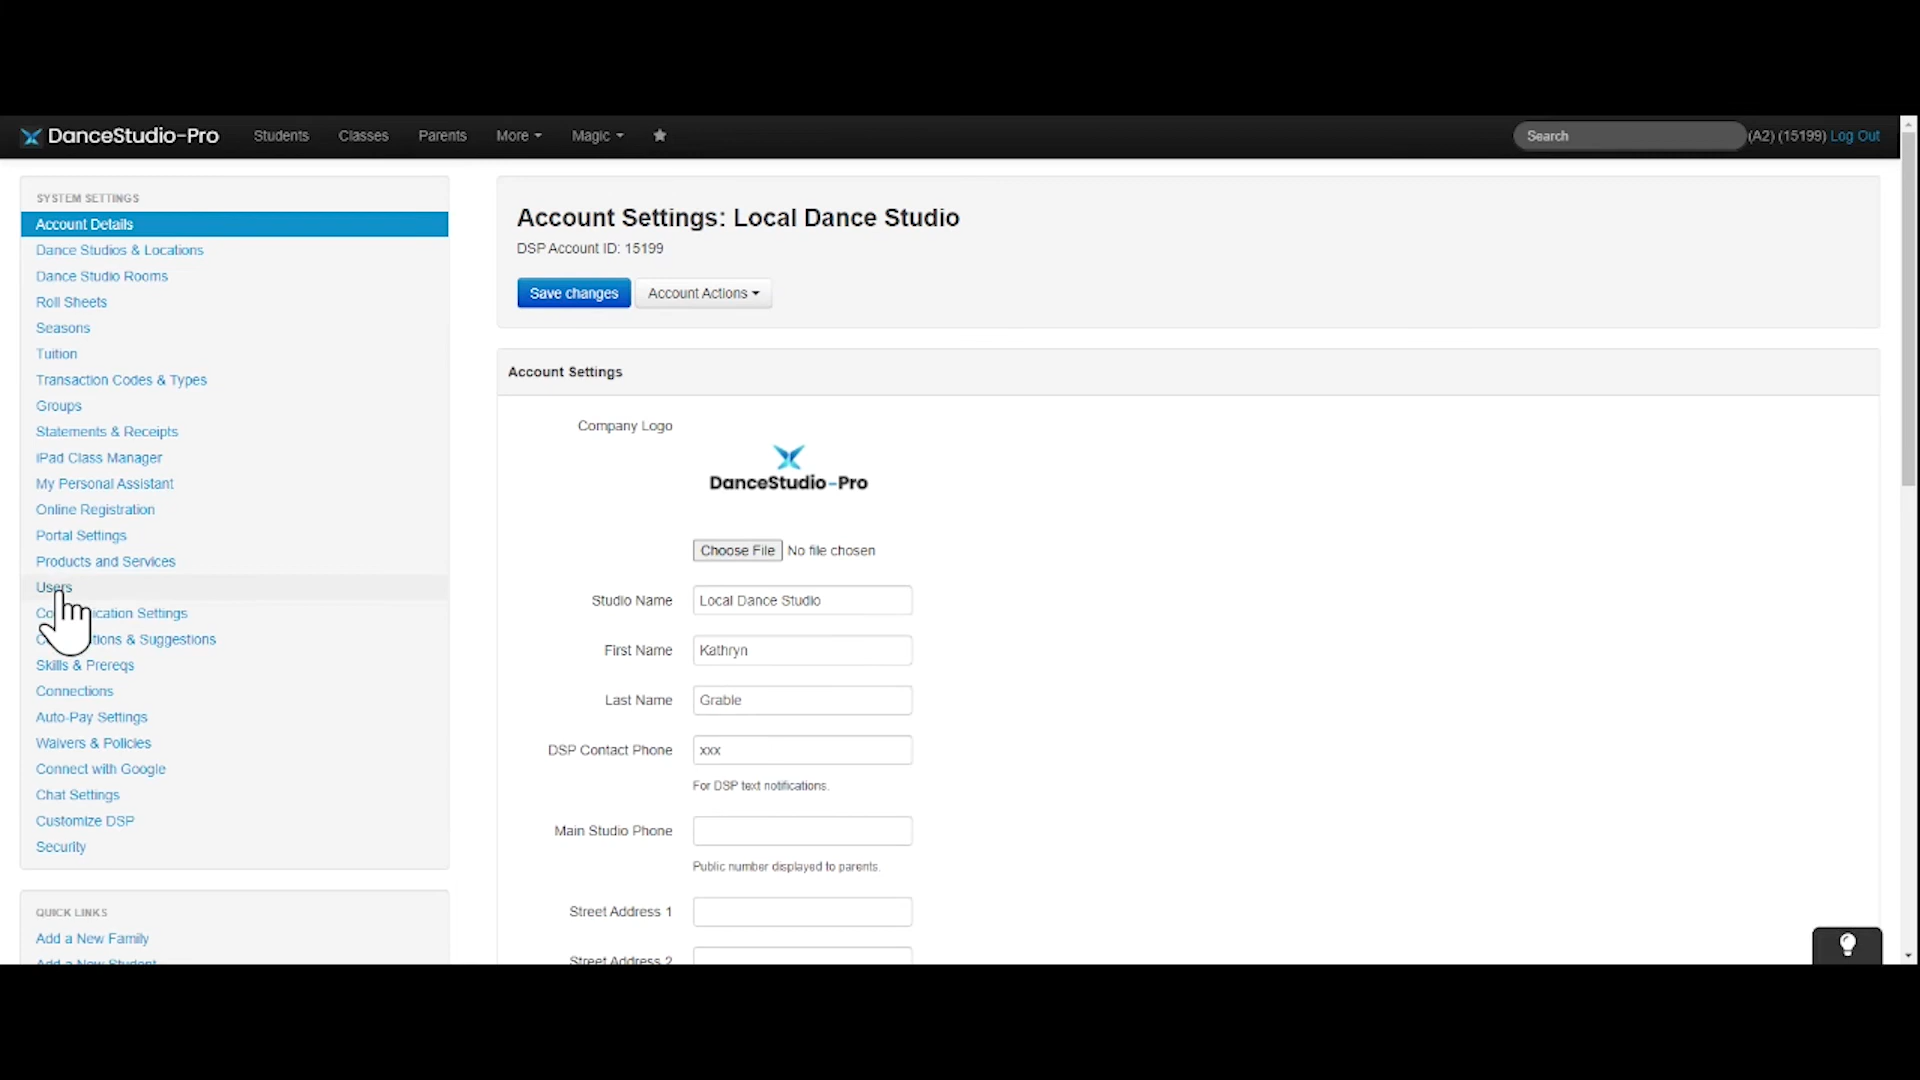 DanceStudio-Pro Students Classes Parents More Magic Search (A2) (15199) Log Out
SYSTEM SETTINGS
Account Details
Dance Studios & Locations
Dance Studio Rooms
Roll Sheets
Seasons
Tuition
Transaction Codes & Types
Groups
Statements & Receipts
iPad Class Manager
My Personal Assistant
Online Registration
Portal Settings
Products and Services
Users
Co ication Settings
tions & Suggestions
Skills & Prereqs
Connections
Auto-Pay Settings
Waivers & Policies
Connect with Google
Chat Settings
Customize DSP
Security
QUICK LINKS
Add a New Family
Add a New Student
Account Settings: Local Dance Studio
DSP Account ID: 15199
Save changes Account Actions
Account Settings
Company Logo
DanceStudio-Pro
Choose File No file chosen
Studio Name Local Dance Studio
First Name Kathryn
Last Name Grable
DSP Contact Phone xxx
For DSP text notifications.
Main Studio Phone
Public number displayed to parents.
Street Address 1
Street Address 2